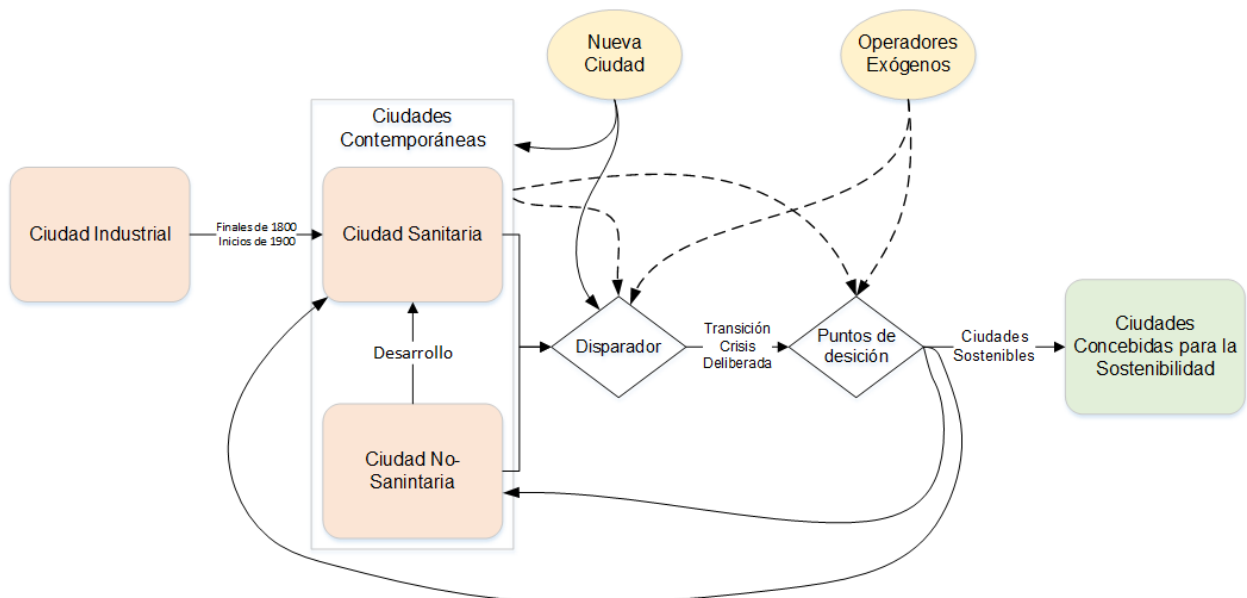 Nueva
Ciudad
Operadores
Exógenos
Ciudades
Contemporáneas
Ciudad Industrial
Finales de 1800
Inicios de 1900
Ciudad Sanitaria
Desarrollo
Ciudad No-
Sanintaria
Disparador
Transición
Crisis
Deliberada
Puntos de
desición
Ciudades
Sostenibles
Ciudades
Concebidas para la
Sostenibilidad